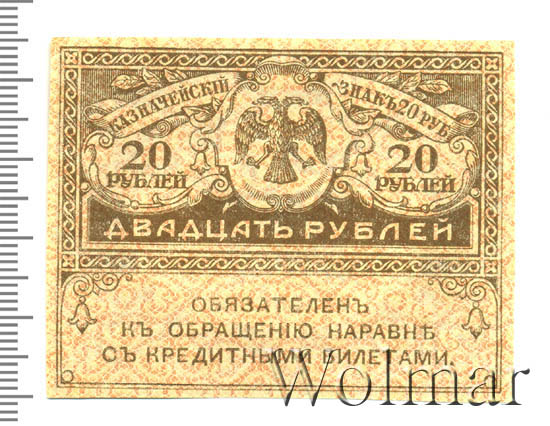 КАЗНАЧЕЙСКІЙ ЗНАКЪ 20 РУБ.
20 РУБЛЕЙ
20 РУБЛЕЙ
ДВАДЦАТЬ РУБЛЕЙ
ОБЯЗАТЕЛЕНЪ
КЪ ОБРАЩЕНІЮ НАРАВНѢ
СЪ КРЕДИТНЫМИ БИЛЕТАМИ.
Wolmar